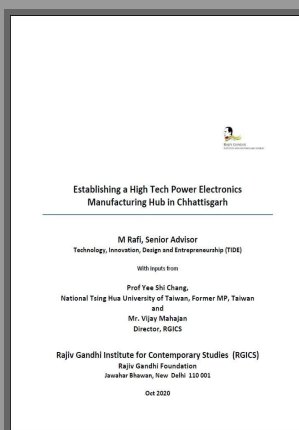 Establishing a High Tech Power Electronics
Manufacturing Hub in Chhattisgarh
M Rafi, Senior Advisor
Technology, Innovation, Design and Entrepreneurship (TIDE)
With Inputs from
Prof Yee Shi Chang,
National Tsing Hua University of Taiwan, Former MP, Taiwan
and
Mr. Vijay Mahajan
Director, RGICS
Rajiv Gandhi Institute for Contemporary Studies (RGICS)
Rajiv Gandhi Foundation
Jawahar Bhawan, New Delhi 110 001
Oct 2020